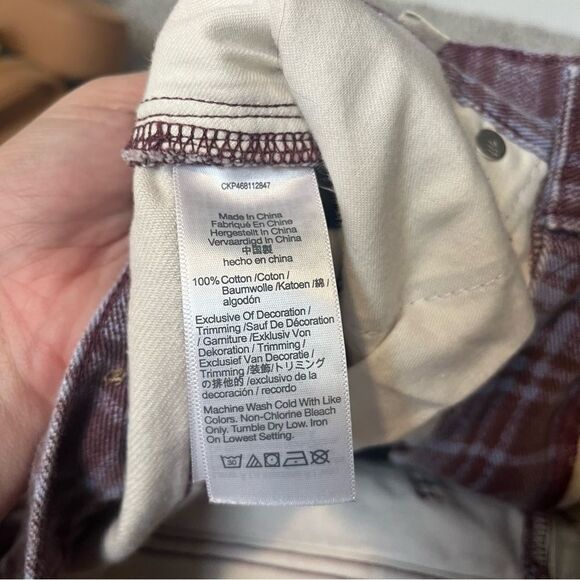 CKP468112847
Made In China
Fabriqué En China
Hergestellt In China
Vervaardigd In China
中国製
hecho en china
100% Cotton /Coton /
Baumwolle /Katoen /綿 /
algodón
Exclusive Of Decoration /
Trimming /Sauf De Décoration
/ Garniture /Exklusiv Von
Dekoration / Trimming /
Exclusief Van Decoratie /
Trimming /装飾/トリミング
の排他的 /exclusivo de la
decoración / recordo
Machine Wash Cold With Like
Colors. Non-Chlorine Bleach
Only. Tumble Dry Low. Iron
On Lowest Setting.
30